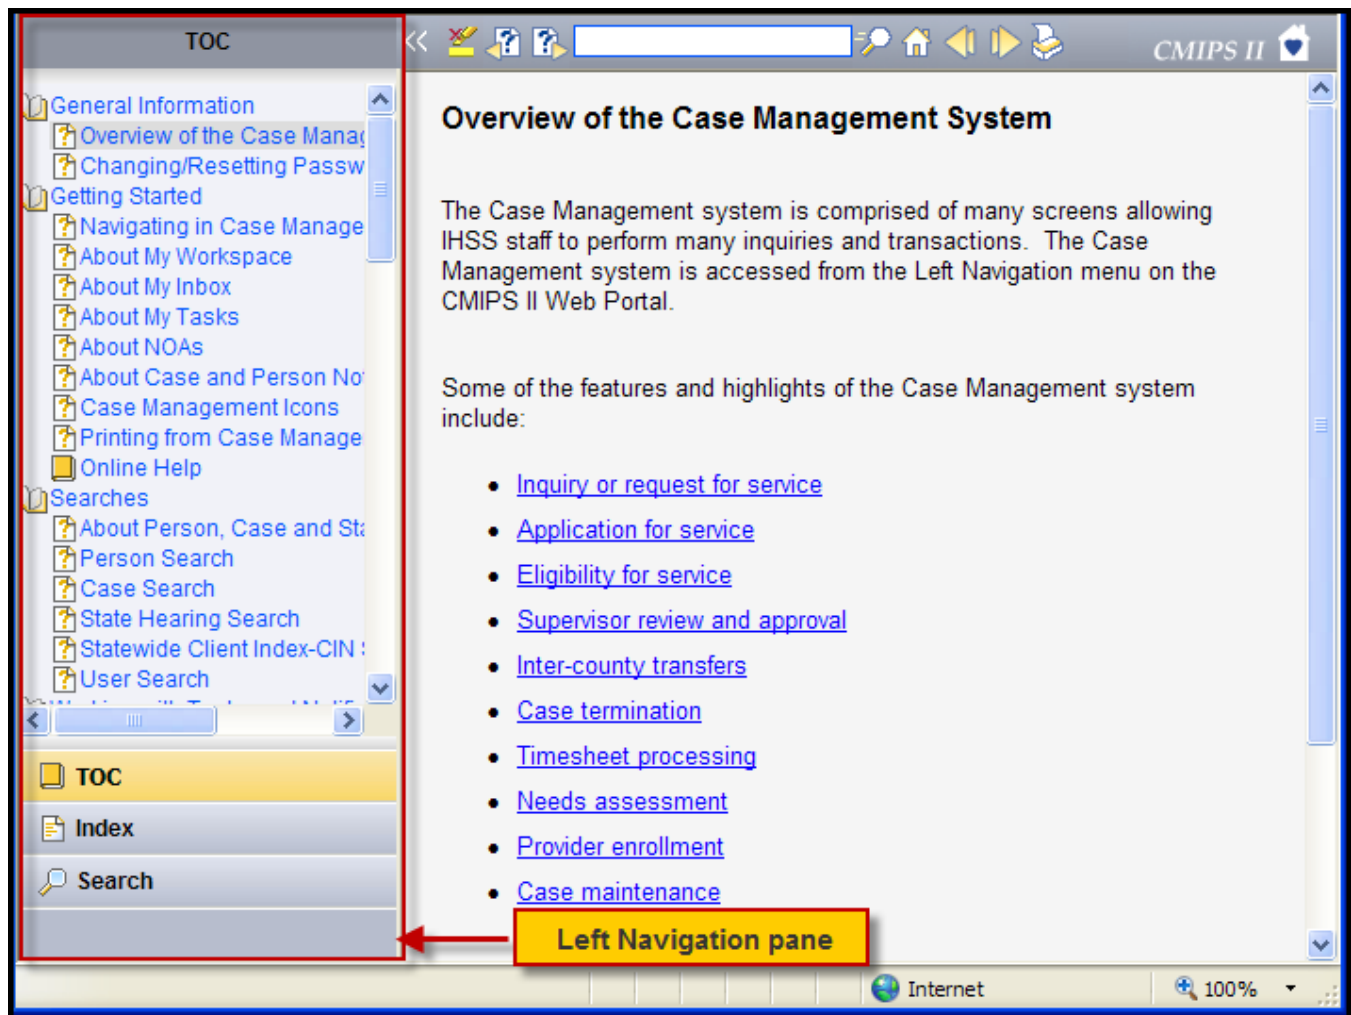 TOC
CMIPS II
General Information
Overview of the Case Manag
Changing/Resetting Passw
Getting Started
Navigating in Case Manage
About My Workspace
About My Inbox
About My Tasks
About NOAs
About Case and Person No
Case Management Icons
Printing from Case Manage
Online Help
Searches
About Person, Case and Sta
Person Search
Case Search
State Hearing Search
Statewide Client Index-CIN
User Search
TOC
Index
Search
Overview of the Case Management System
The Case Management system is comprised of many screens allowing
IHSS staff to perform many inquiries and transactions. The Case
Management system is accessed from the Left Navigation menu on the
CMIPS II Web Portal.
Some of the features and highlights of the Case Management system
include:
• Inquiry or request for service
• Application for service
• Eligibility for service
• Supervisor review and approval
• Inter-county transfers
• Case termination
• Timesheet processing
• Needs assessment
• Provider enrollment
• Case maintenance
Left Navigation pane
Internet
100%